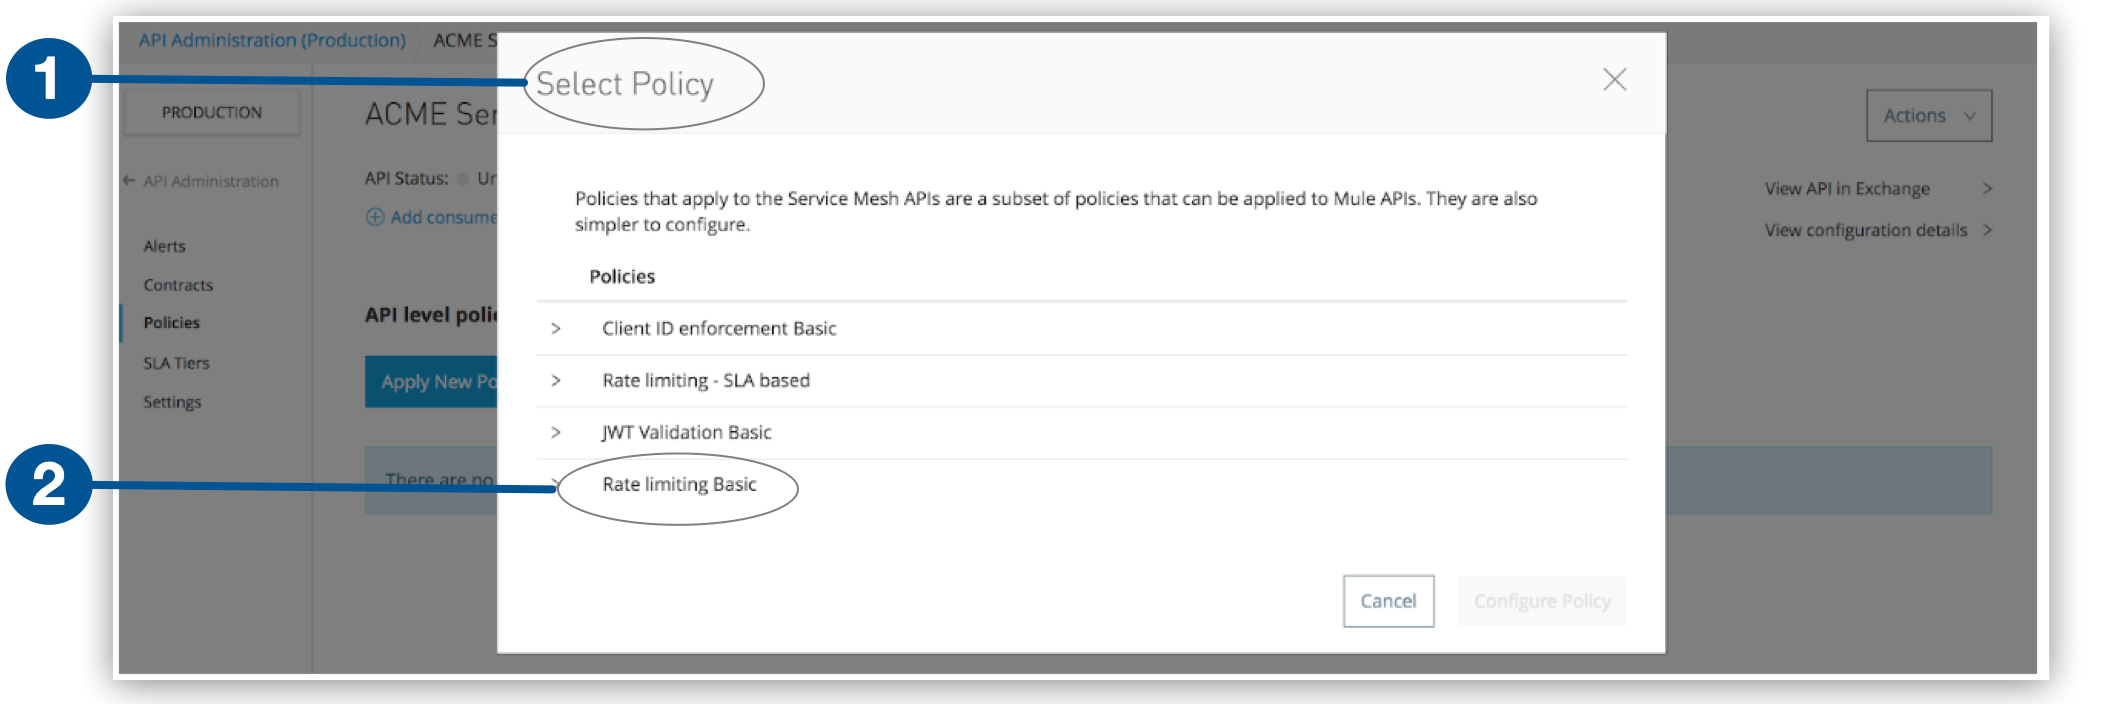 API Administration (Production) ACME S
1
Select Policy
PRODUCTION
ACME Ser
Actions
API Administration
API Status: Un
View API in Exchange
Policies that apply to the Service Mesh APIs are a subset of policies that can be applied to Mule APIs. They are also
simpler to configure.
Add consume
View configuration details
Alerts
Policies
Contracts
Policies
API level poli
Client ID enforcement Basic
SLA Tiers
Apply New Po
Rate limiting - SLA based
Settings
JWT Validation Basic
2
There are no
Rate limiting Basic
Cancel
Configure Policy